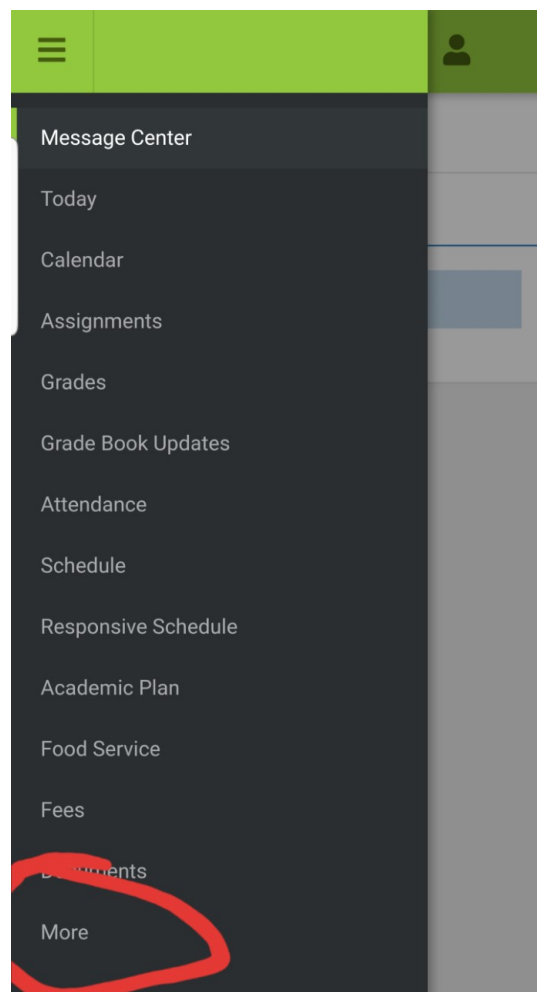 Message Center
Today
Calendar
Assignments
Grades
Grade Book Updates
Attendance
Schedule
Responsive Schedule
Academic Plan
Food Service
Fees
Documents
More